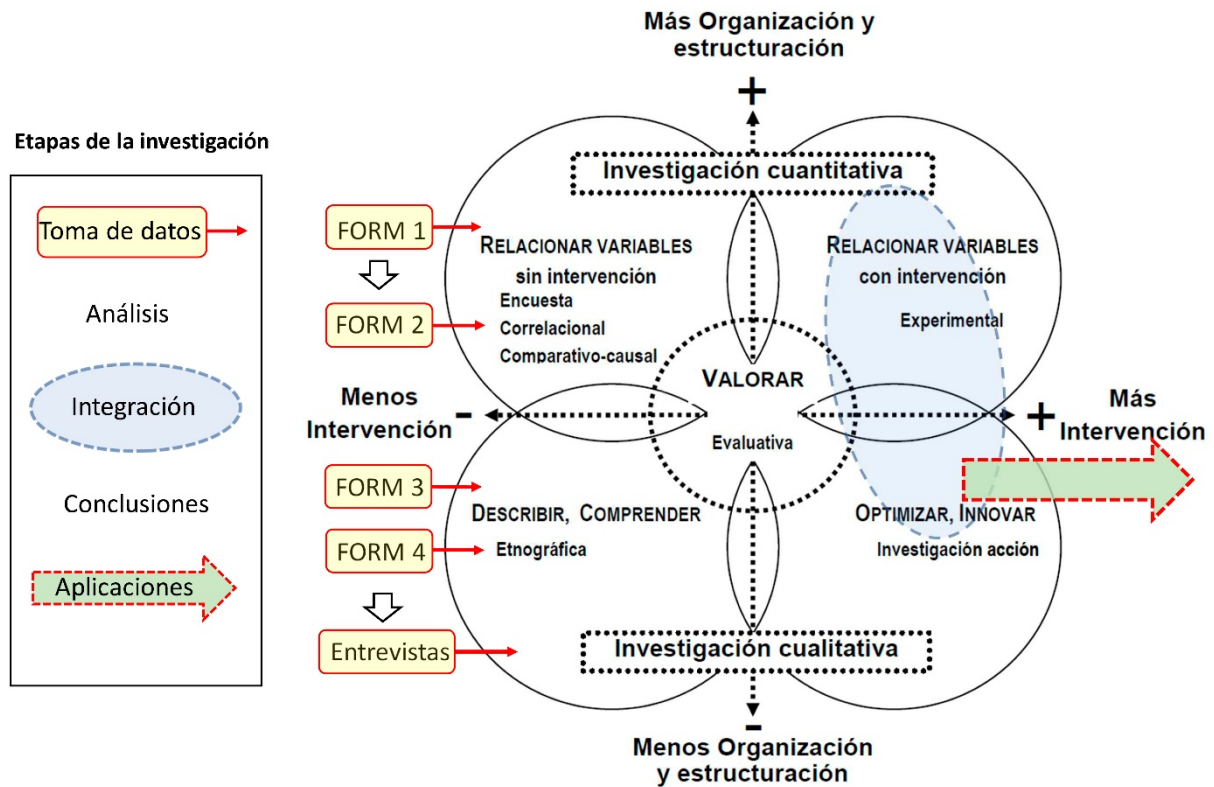 Etapas de la investigación
Toma de datos
Análisis
Integración
Conclusiones
Aplicaciones
FORM 1
FORM 2
Menos
Intervención
-
FORM 3
FORM 4
Entrevistas
Más Organización y
estructuración
+
Investigación cuantitativa
RELACIONAR VARIABLES
sin intervención
Encuesta
Correlacional
Comparativo-causal
RELACIONAR VARIABLES
con intervención
Experimental
VALORAR
Evaluativa
+
Más
Intervención
DESCRIBIR, COMPRENDER
Etnográfica
OPTIMIZAR, INNOVAR
Investigación acción
Investigación cualitativa
-
Menos Organización
y estructuración